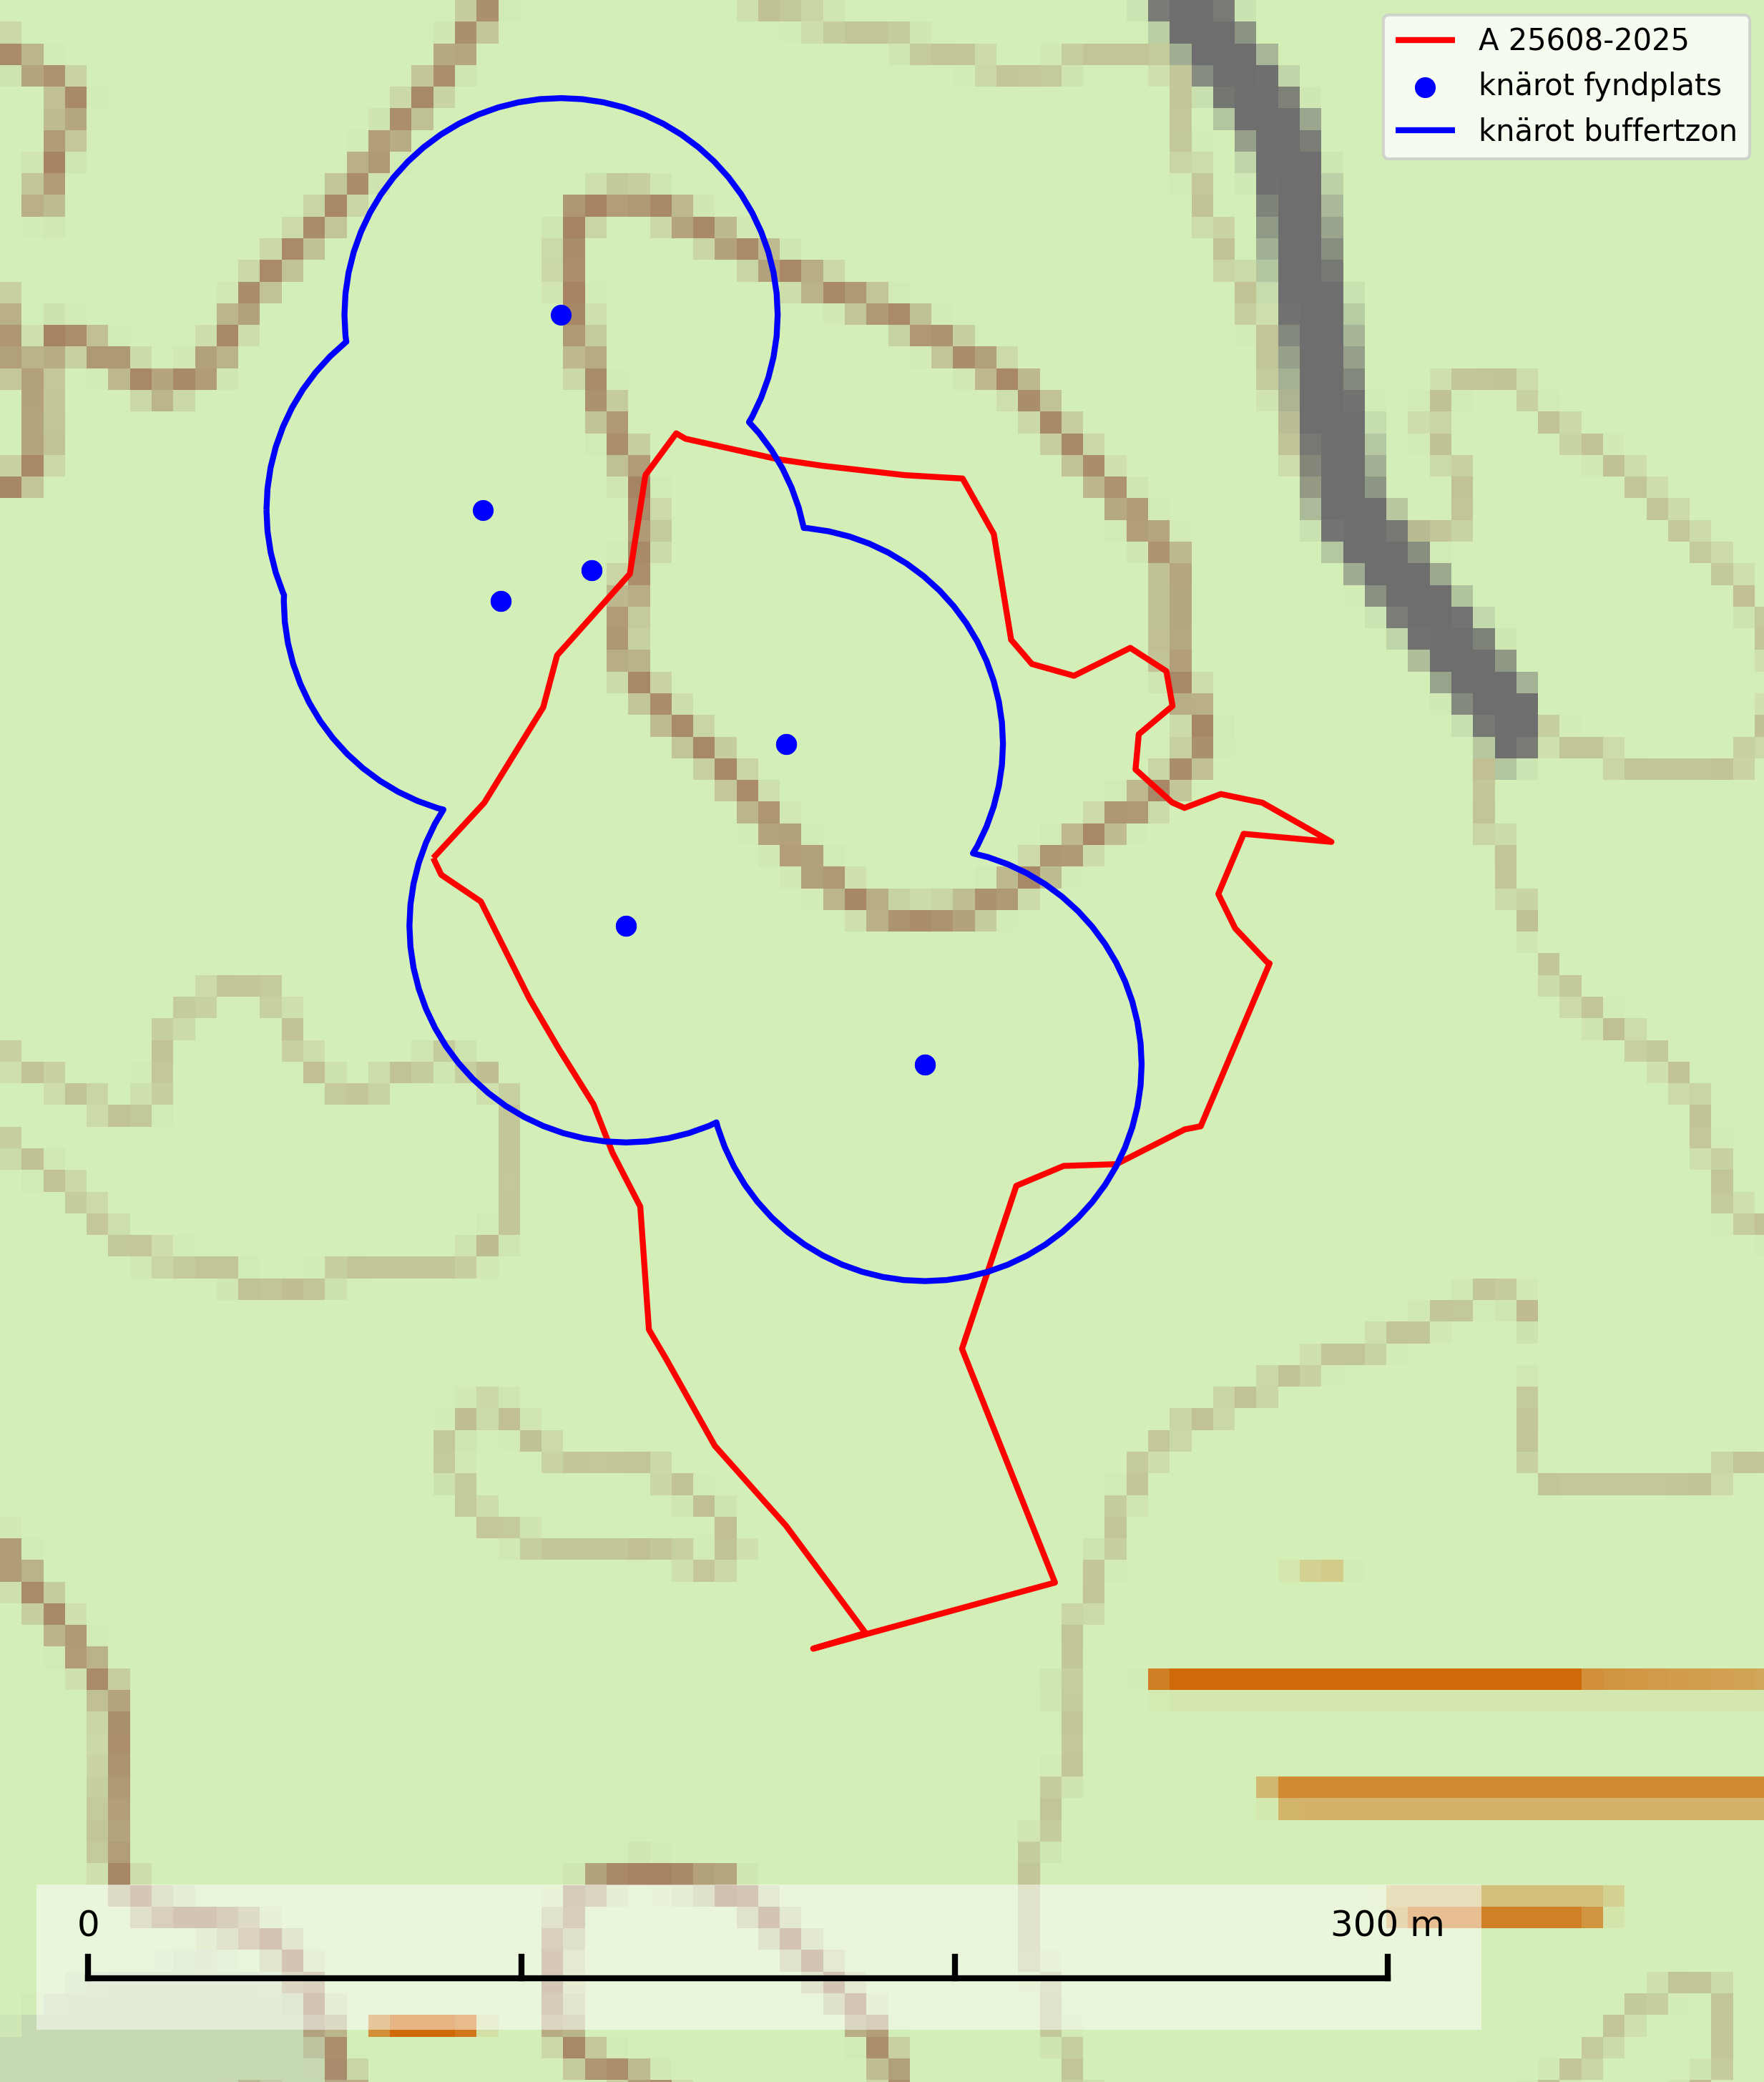 A 25608-2025
knärot fyndplats
knärot buffertzon
0
300 m